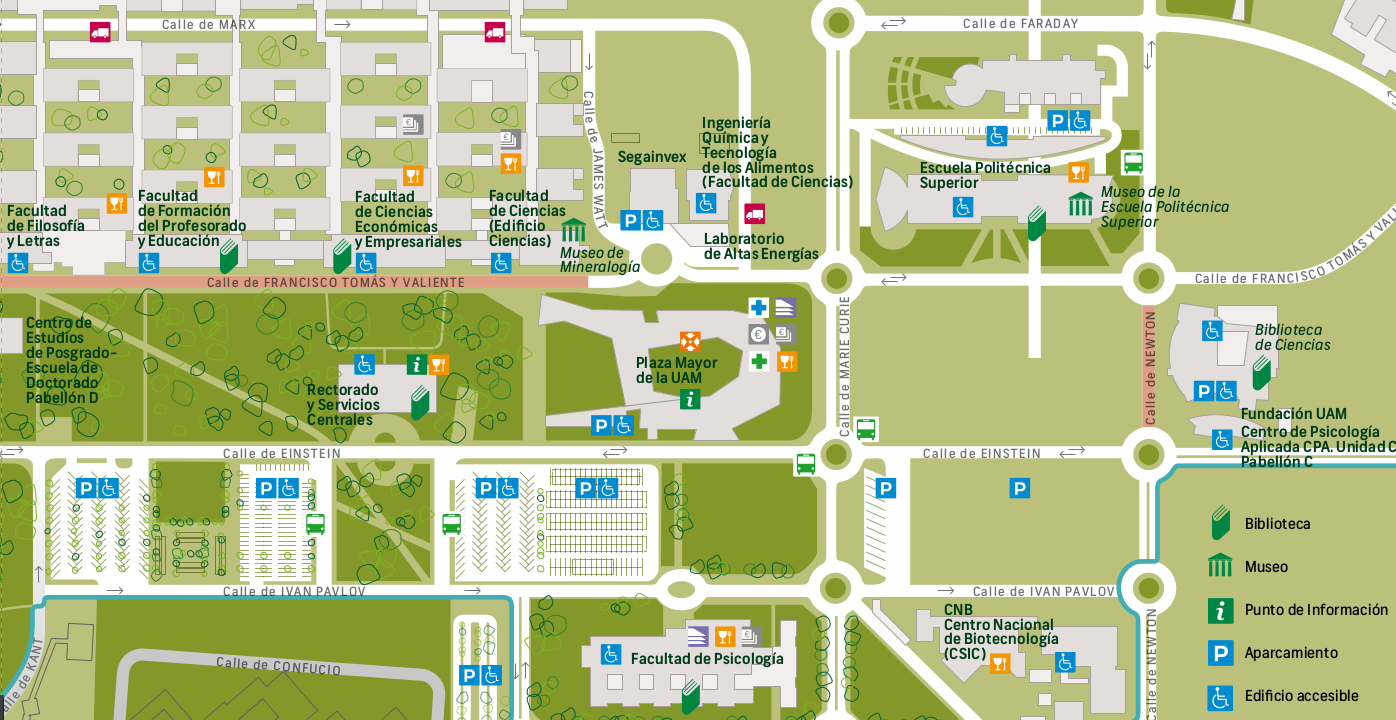 Calle de MARX
Calle de FARADAY
Calle de JAMES WATT
Ingeniería
Química y
Tecnología
de los Alimentos
(Facultad de Ciencias)
Segainvex
Escuela Politécnica
Superior
Museo de la
Escuela Politécnica
Superior
Facultad
de Filosofía
y Letras
Facultad
de Formación
del Profesorado
y Educación
Facultad
de Ciencias
Económicas
y Empresariales
Facultad
de Ciencias
(Edificio
Ciencias)
Museo de
Mineralogía
Laboratorio
de Altas Energías
Calle de FRANCISCO TOMÁS Y VALIENTE
Calle de FRANCISCO TOMÁS Y VALI
Centro de
Estudios
de Posgrado-
Escuela de
Doctorado
Pabellón D
Rectorado
y Servicios
Centrales
Plaza Mayor
de la UAM
Calle de MARIE CURIE
Calle de NEWTON
Biblioteca
de Ciencias
Fundación UAM
Centro de Psicología
Aplicada CPA. Unidad C
Pabellón C
Calle de EINSTEIN
Calle de EINSTEIN
P
P
P
P
P
P
P
P
P
P
P
Calle de IVAN PAVLOV
Calle de IVAN PAVLOV
Calle de KANT
Calle de CONFUCIO
Facultad de Psicología
CNB
Centro Nacional
de Biotecnología
(CSIC)
Calle de NEWTON
Biblioteca
Museo
i Punto de Información
P Aparcamiento
Edificio accesible